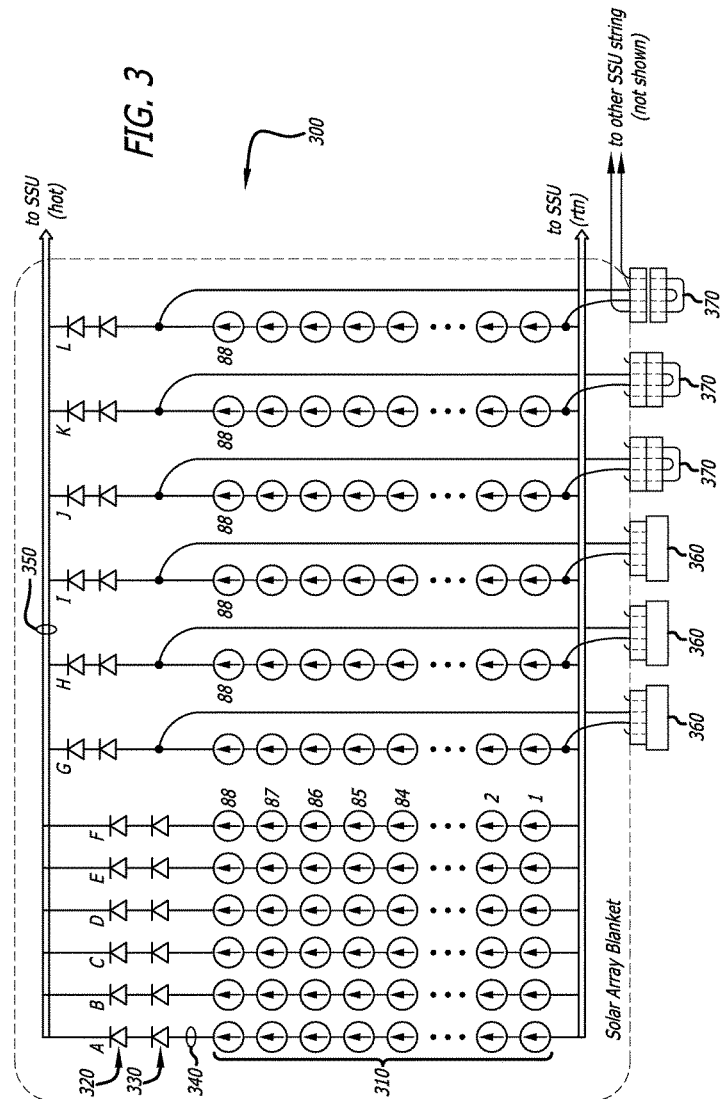 FIG. 3
300
to SSU
(hot)
350
A
B
C
D
E
F
G
H
I
J
K
L
320
330
340
310
88
87
86
85
84
2
1
88
88
88
88
88
to SSU
(rtn)
to other SSU string
(not shown)
360
360
360
370
370
370
Solar Array Blanket